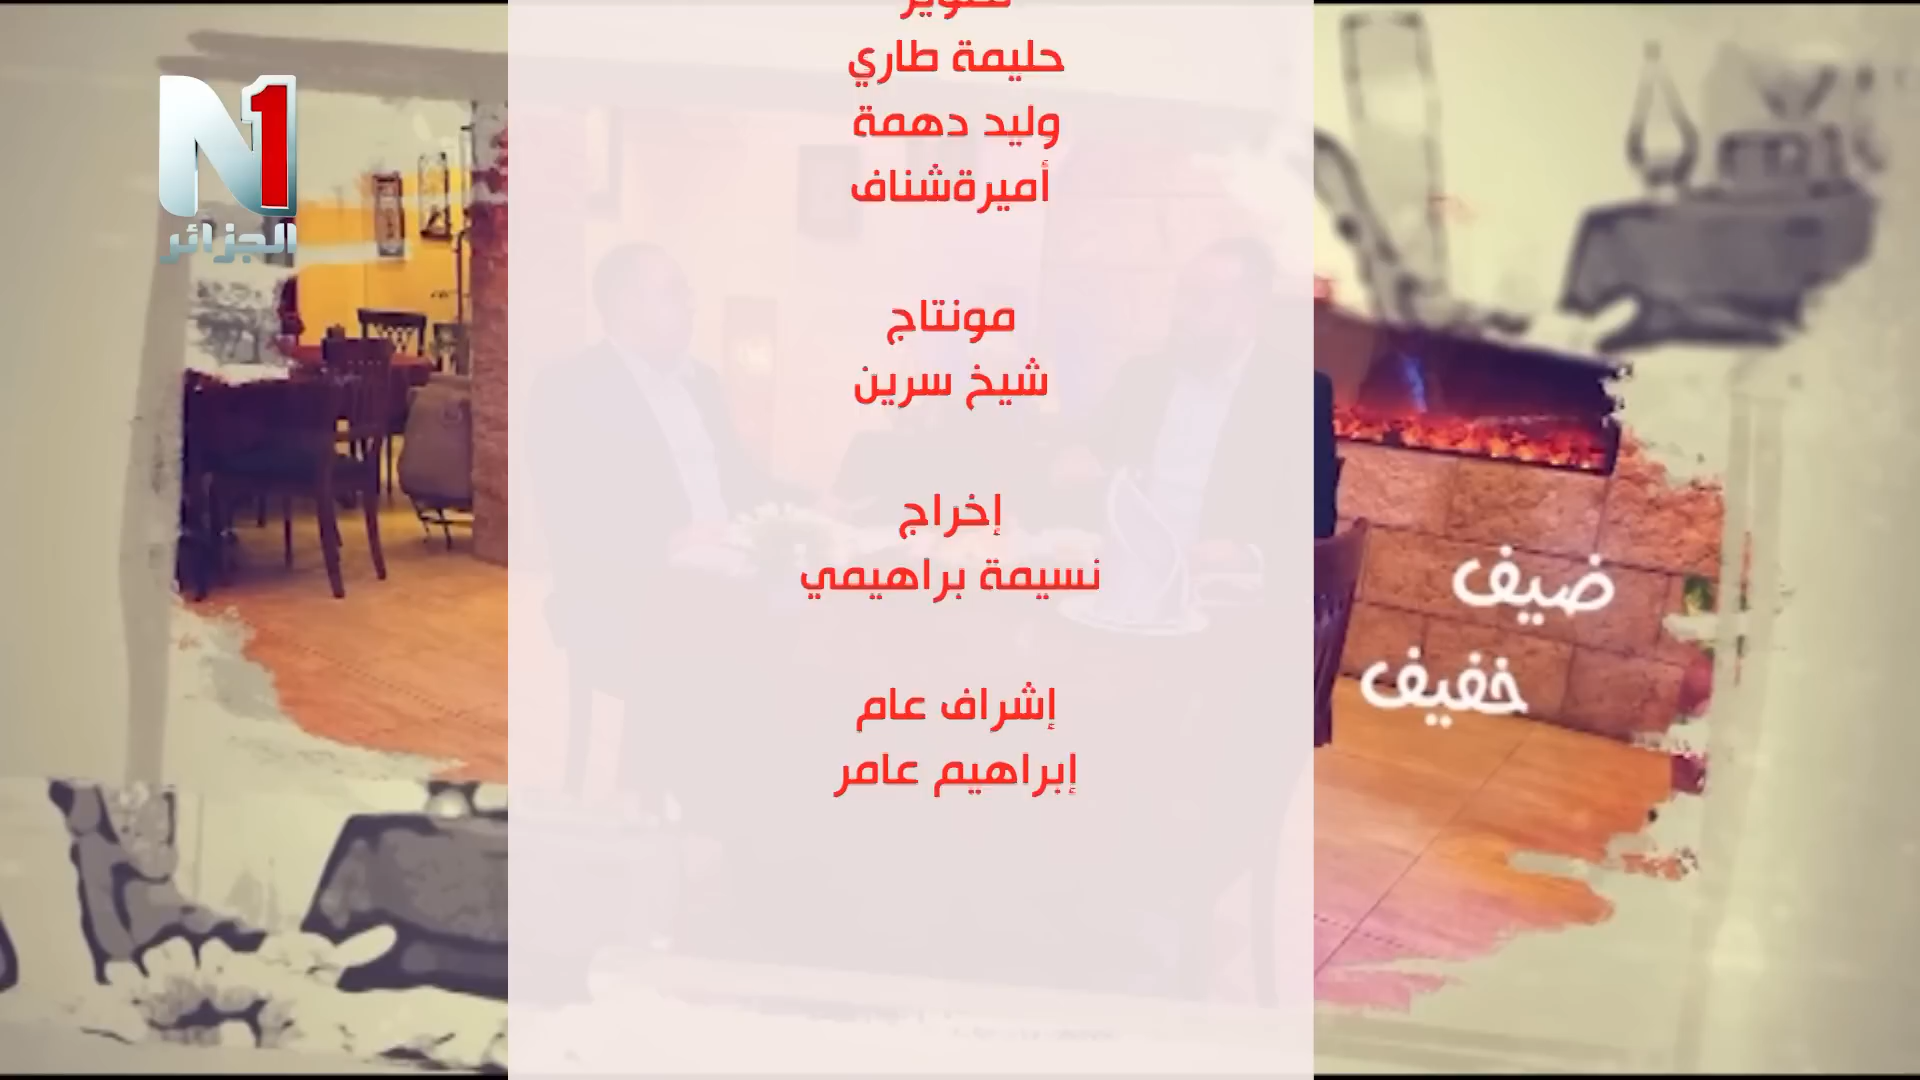 تصوير
حليمة طاري
وليد دهمة
أميرةشناف
مونتاج
شيخ سرين
إخراج
نسيمة براهيمي
إشراف عام
إبراهيم عامر
N1
الجزائر
ضيف
خفيف